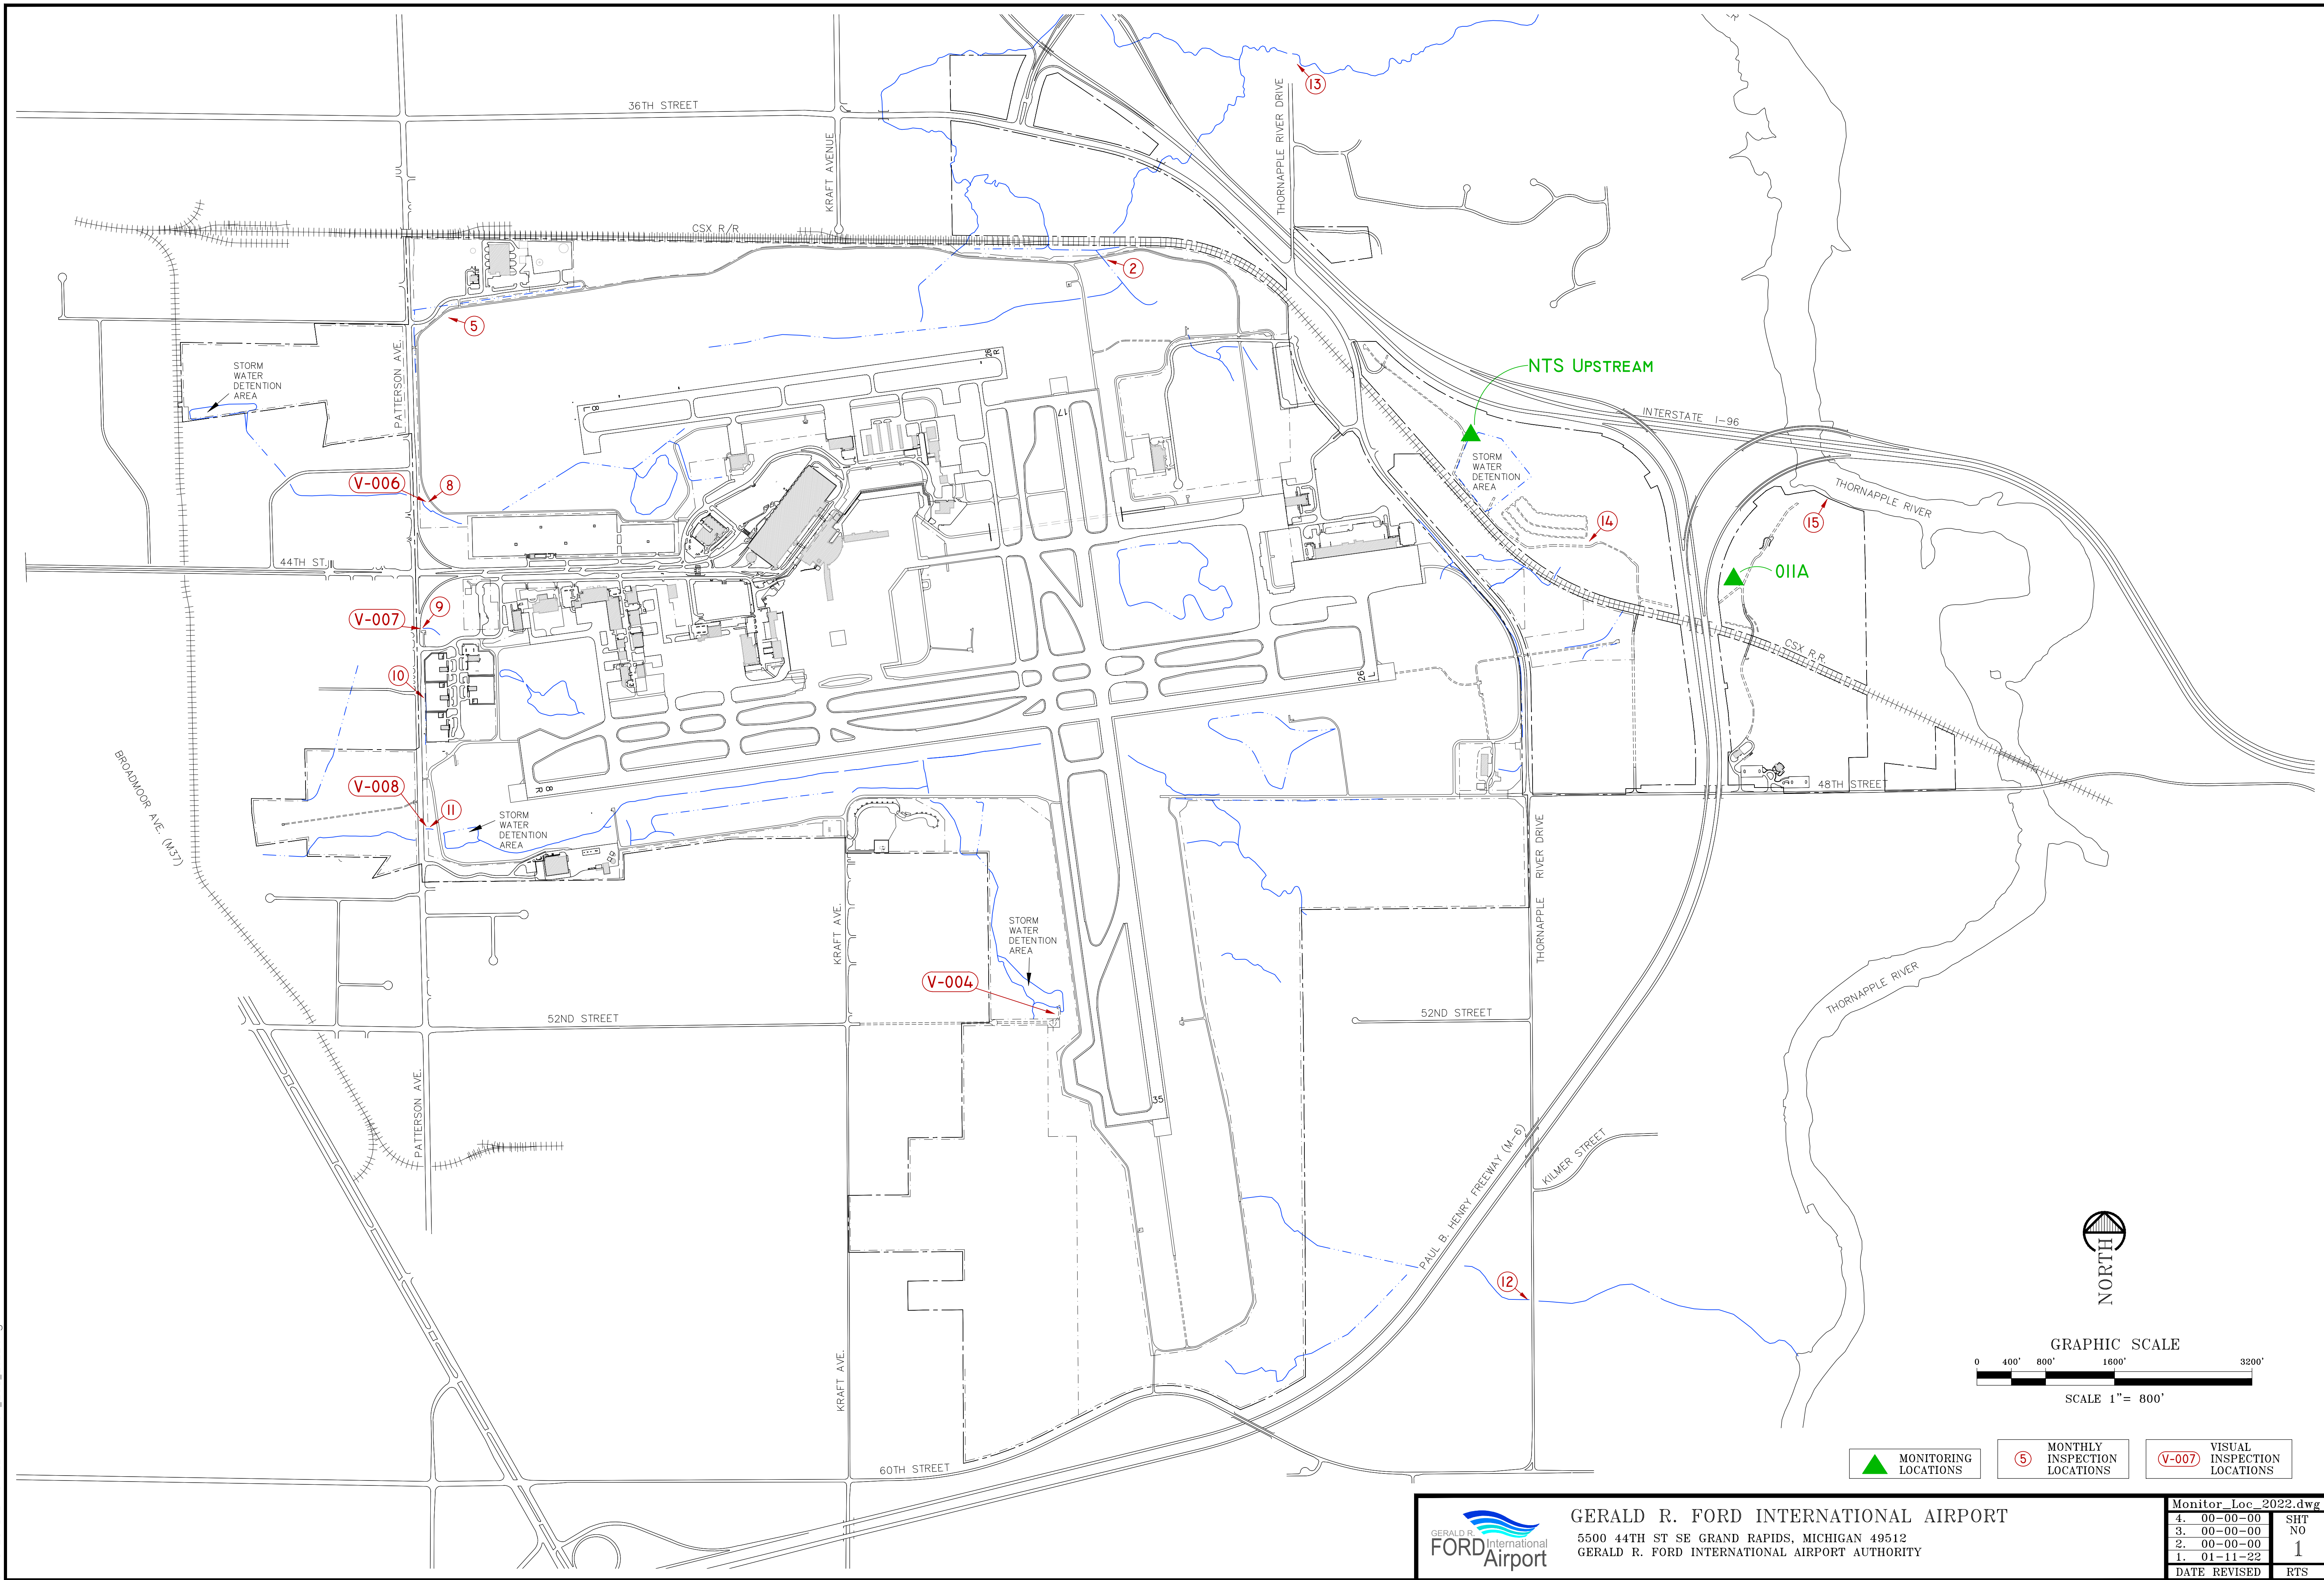 36TH STREET
KRAFT AVENUE
THORNAPPLE RIVER DRIVE
13
CSX R/R
2
5
PATTERSON AVE.
STORM
WATER
DETENTION
AREA
NTS UPSTREAM
INTERSTATE I-96
26
R
8
L
17
STORM
WATER
DETENTION
AREA
V-006
8
THORNAPPLE RIVER
15
14
011A
44TH ST.
V-007
9
10
CSX R.R.
26
L
BROADMOOR AVE. (M37)
V-008
11
8
R
STORM
WATER
DETENTION
AREA
48TH STREET
THORNAPPLE RIVER DRIVE
KRAFT AVE.
STORM
WATER
DETENTION
AREA
V-004
52ND STREET
52ND STREET
THORNAPPLE RIVER
PATTERSON AVE.
35
PAUL B. HENRY FREEWAY (M-6)
KILMER STREET
12
KRAFT AVE.
60TH STREET
NORTH
GRAPHIC SCALE
0 400' 800' 1600' 3200'
SCALE 1"= 800'
MONITORING
LOCATIONS
5
MONTHLY
INSPECTION
LOCATIONS
V-007
VISUAL
INSPECTION
LOCATIONS
GERALD R.
FORD International
Airport
GERALD R. FORD INTERNATIONAL AIRPORT
5500 44TH ST SE GRAND RAPIDS, MICHIGAN 49512
GERALD R. FORD INTERNATIONAL AIRPORT AUTHORITY
Monitor_Loc_2022.dwg
4. 00-00-00
3. 00-00-00
2. 00-00-00
1. 01-11-22
DATE REVISED
SHT
NO
1
RTS